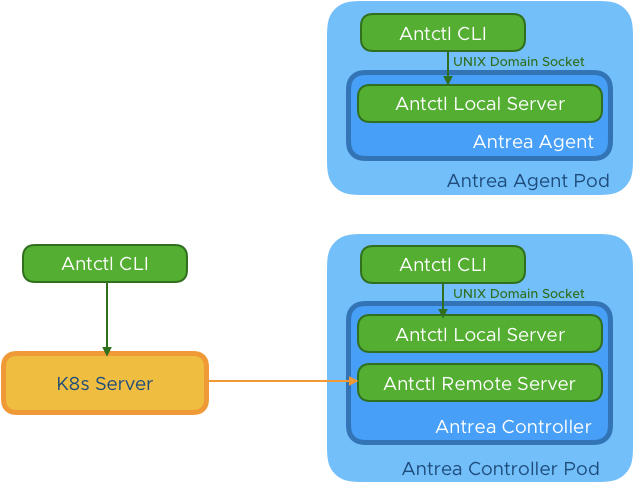 Antctl CLI
UNIX Domain Socket
Antctl Local Server
Antrea Agent
Antrea Agent Pod
Antctl CLI
K8s Server
Antctl CLI
UNIX Domain Socket
Antctl Local Server
Antctl Remote Server
Antrea Controller
Antrea Controller Pod